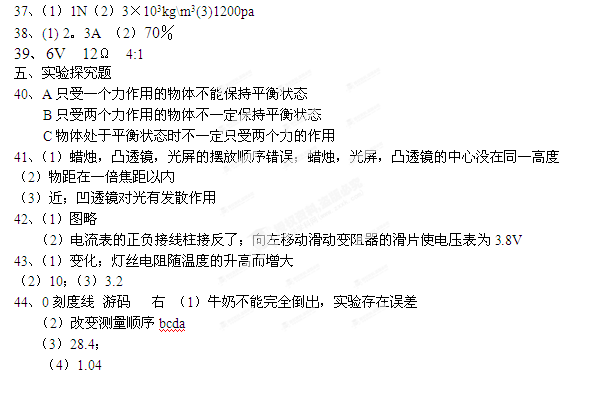 37、（1）1N（2）3×10³kg\m³(3)1200pa
38、(1) 2。3A （2）70％
39、6V 12Ω 4:1
五、实验探究题
40、A 只受一个力作用的物体不能保持平衡状态
B 只受两个力作用的物体不一定保持平衡状态
C 物体处于平衡状态时不一定只受两个力的作用
41、（1）蜡烛，凸透镜，光屏的摆放顺序错误；蜡烛，光屏，凸透镜的中心没在同一高度
（2）物距在一倍焦距以内
（3）近；凹透镜对光有发散作用
42、（1）图略
（2）电流表的正负接线柱接反了；向左移动滑动变阻器的滑片使电压表为 3.8V
43、（1）变化；灯丝电阻随温度的升高而增大
（2）10；（3）3.2
44、0 刻度线 游码 右 （1）牛奶不能完全倒出，实验存在误差
（2）改变测量顺序 bcda
（3）28.4；
（4）1.04